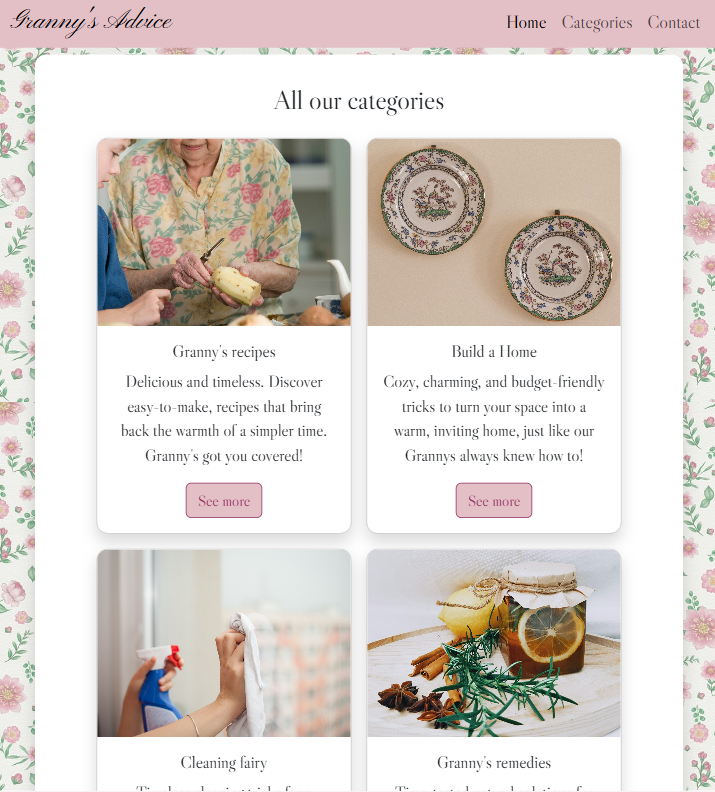 Granny's Advice
Home Categories Contact
All our categories
Granny's recipes
Delicious and timeless. Discover
easy-to-make, recipes that bring
back the warmth of a simpler time.
Granny's got you covered!
See more
Build a Home
Cozy, charming, and budget-friendly
tricks to turn your space into a
warm, inviting home, just like our
Grannys always knew how to!
See more
Cleaning fairy
Granny's remedies